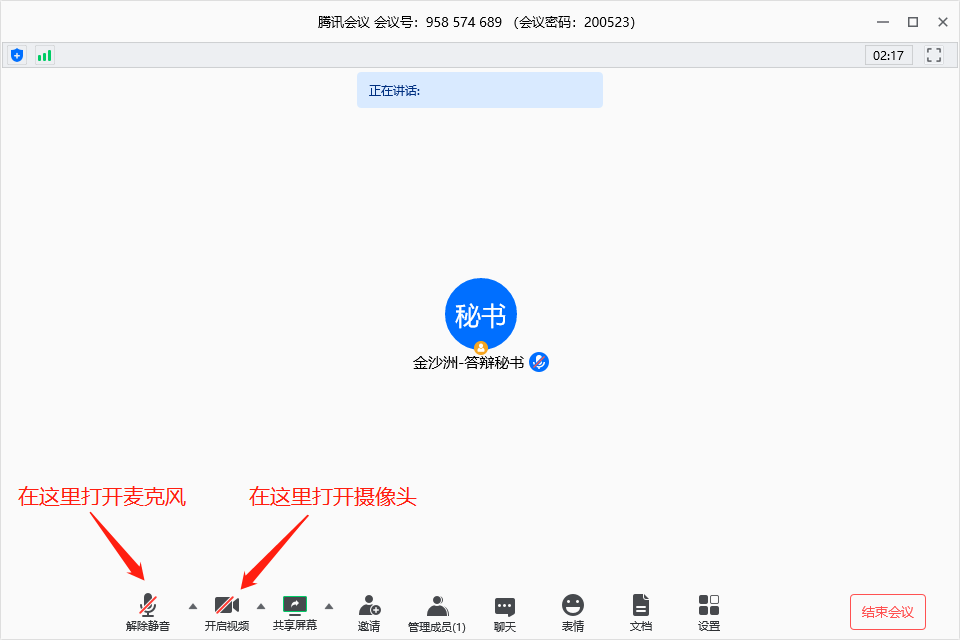 腾讯会议 会议号：958 574 689 （会议密码：200523）
02:17
正在讲话:
秘书
金沙洲-答辩秘书
在这里打开麦克风 在这里打开摄像头
解除静音 开启视频 共享屏幕 邀请 管理成员(1) 聊天 表情 文档 设置 结束会议